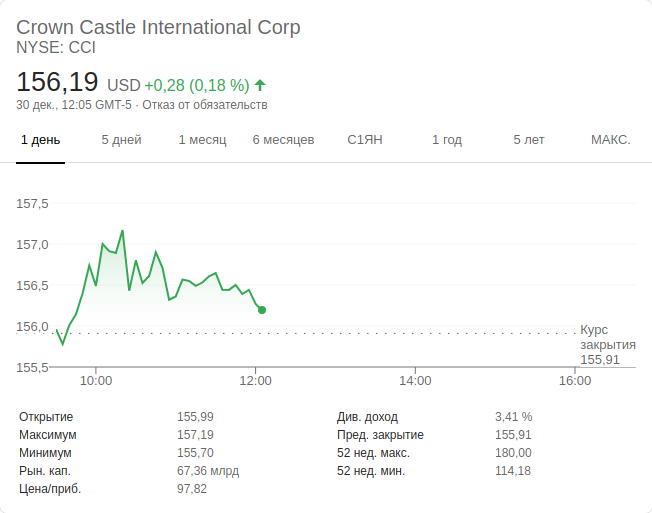 Crown Castle International Corp
NYSE: CCI
156,19 USD +0,28 (0,18 %)
30 дек., 12:05 GMT-5 · Отказ от обязательств
1 день 5 дней 1 месяц 6 месяцев С1ЯН 1 год 5 лет МАКС.
157,5
157,0
156,5
156,0
155,5
Курс
закрытия
155,91
10:00 12:00 14:00 16:00
Открытие 155,99 Див. доход 3,41 %
Максимум 157,19 Пред. закрытие 155,91
Минимум 155,70 52 нед. макс. 180,00
Рын. кап. 67,36 млрд 52 нед. мин. 114,18
Цена/приб. 97,82